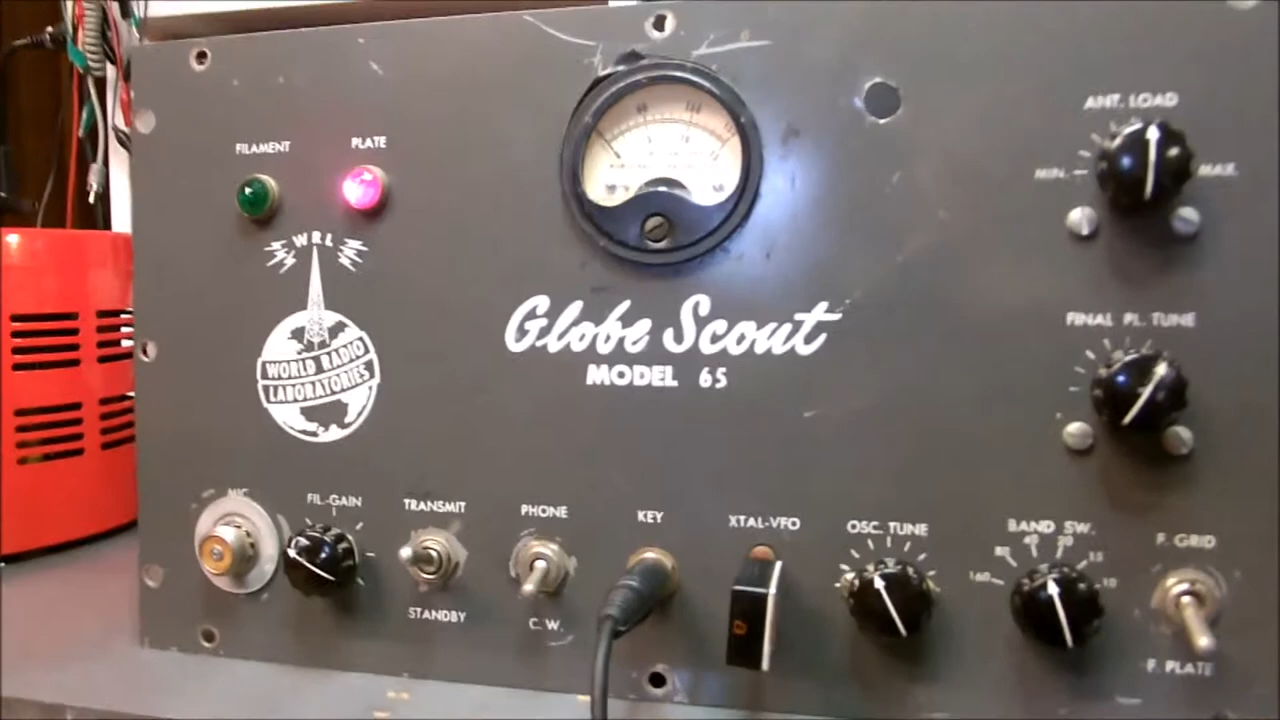 ANT. LOAD
FILAMENT
PLATE
MIN.
MAX.
WRL
Globe Scout
FINAL PL. TUNE
WORLD RADIO
LABORATORIES
MODEL 65
MIC
FIL.-GAIN
TRANSMIT
PHONE
KEY
XTAL-VFO
OSC. TUNE
BAND SW.
F. GRID
160
80
40
20
15
10
STANDBY
C. W.
F. PLATE